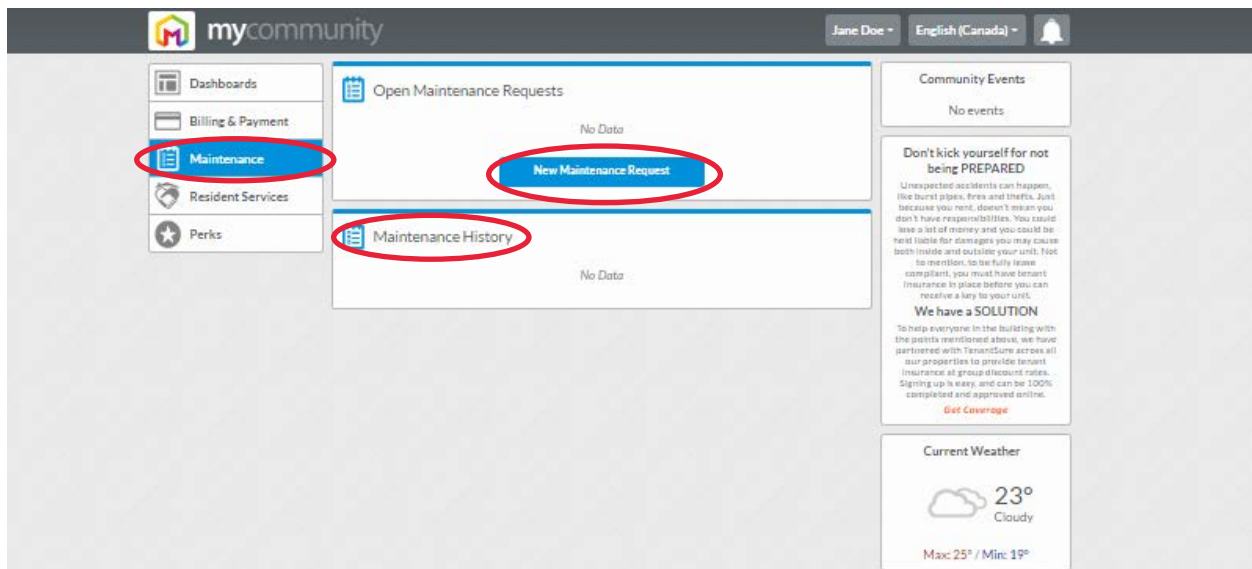 mycommunity
Jane Doe
English (Canada)
Dashboards
Billing & Payment
Maintenance
Resident Services
Perks
Open Maintenance Requests
No Data
New Maintenance Request
Maintenance History
No Data
Community Events
No events
Don't kick yourself for not
being PREPARED
Unexpected accidents can happen,
like burst pipes, fires and thefts. Just
because you rent, doesn't mean you
don't have responsibilities. You could
lose a lot of money and you could be
held liable for damages you may cause
both inside and outside your unit. Not
to mention, to be fully lease
compliant, you must have tenant
insurance in place before you can
receive a key to your unit.
We have a SOLUTION
To help everyone in the building with
the points mentioned above, we have
partnered with TenantSure across all
our properties to provide tenant
insurance at group discount rates.
Signing up is easy, and can be 100%
completed and approved online.
Get Coverage
Current Weather
23°
Cloudy
Max: 25° / Min: 19°